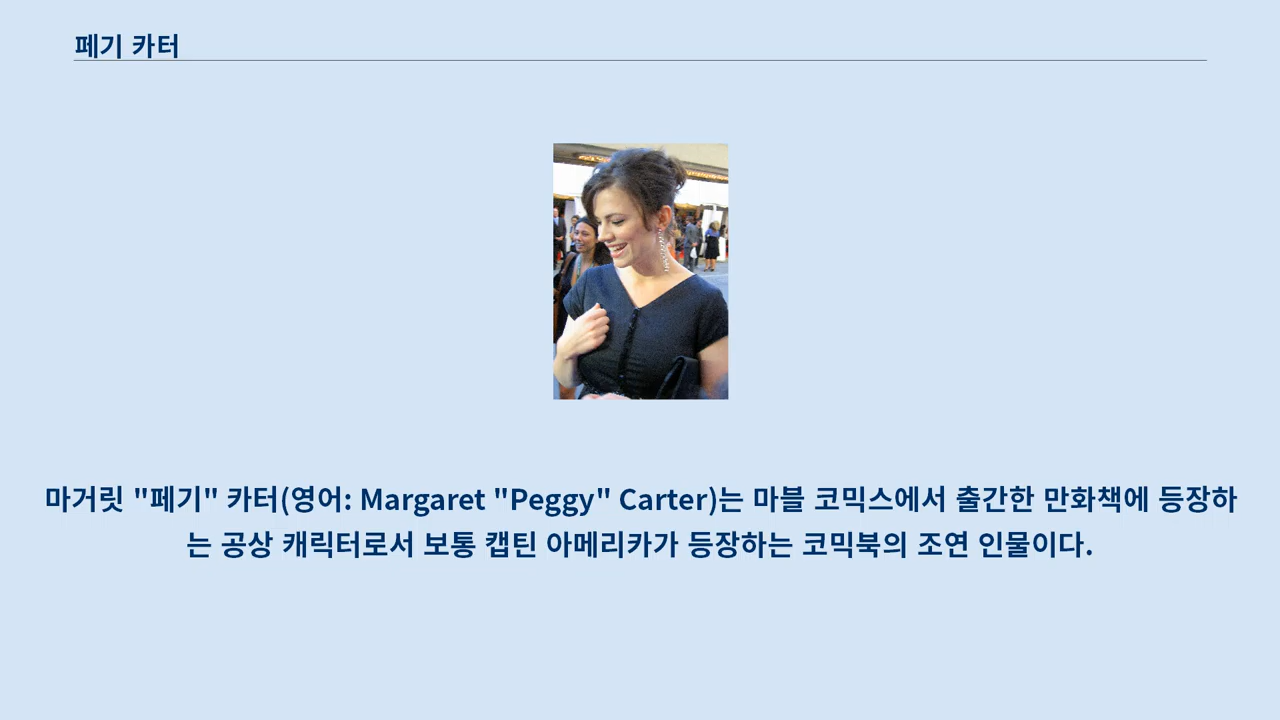 페기 카터
마거릿 "페기" 카터(영어: Margaret "Peggy" Carter)는 마블 코믹스에서 출간한 만화책에 등장하
는 공상 캐릭터로서 보통 캡틴 아메리카가 등장하는 코믹북의 조연 인물이다.